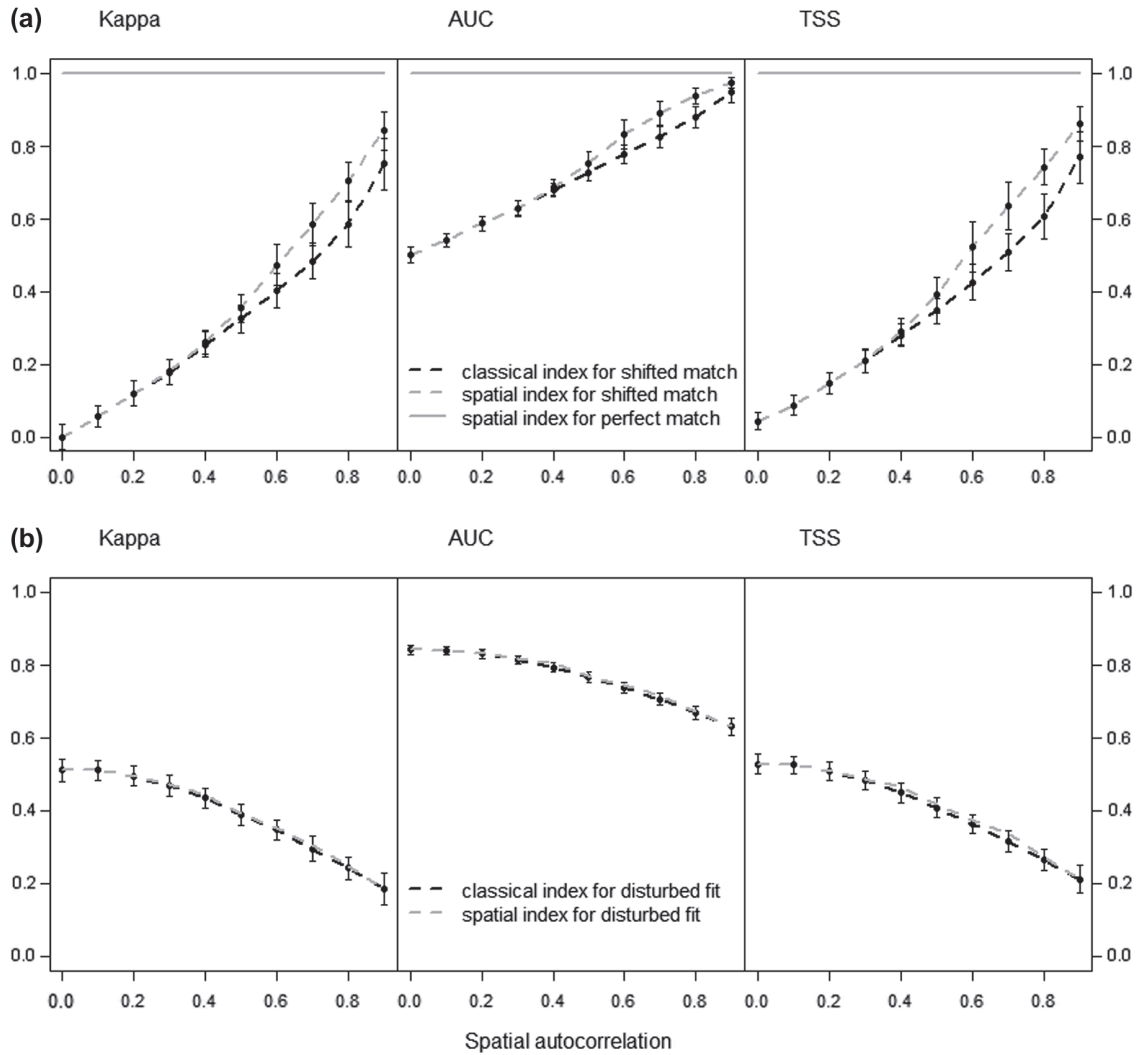 (a) Kappa AUC TSS
1.0 1.0
0.8 0.8
0.6 0.6
0.4 0.4
classical index for shifted match
spatial index for shifted match
spatial index for perfect match
0.2 0.2
0.0 0.0
0.0 0.2 0.4 0.6 0.8 0.0 0.2 0.4 0.6 0.8 0.0 0.2 0.4 0.6 0.8
(b) Kappa AUC TSS
1.0 1.0
0.8 0.8
0.6 0.6
0.4 0.4
classical index for disturbed fit
spatial index for disturbed fit
0.2 0.2
0.0 0.0
0.0 0.2 0.4 0.6 0.8 0.0 0.2 0.4 0.6 0.8 0.0 0.2 0.4 0.6 0.8
Spatial autocorrelation